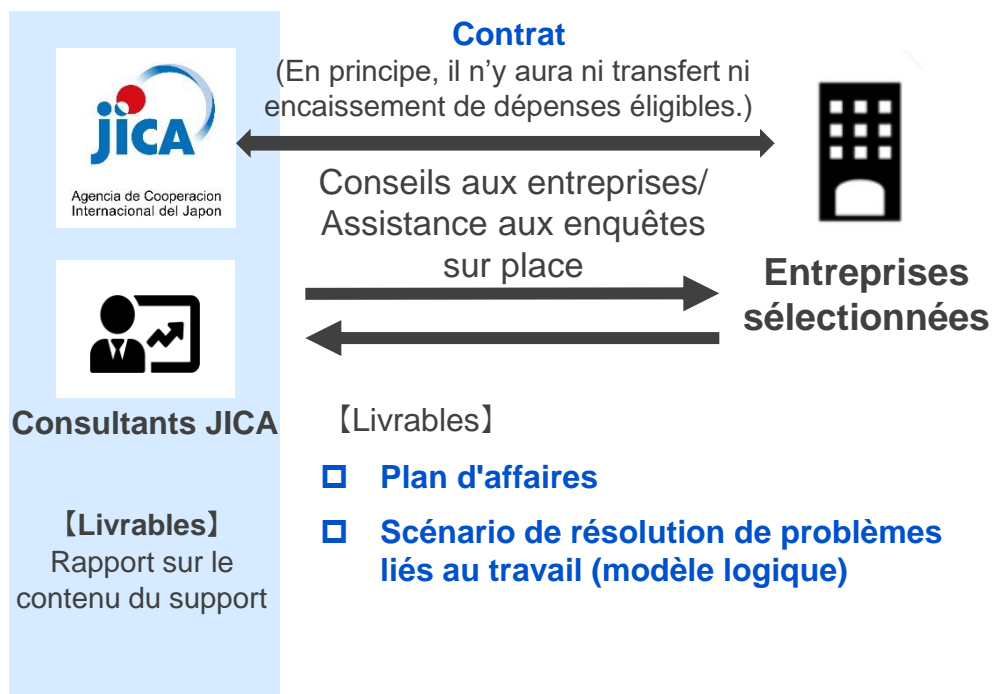 Contrat
(En principe, il n’y aura ni transfert ni
encaissement de dépenses éligibles.)
jica
Agencia de Cooperacion
Internacional del Japon
Conseils aux entreprises/
Assistance aux enquêtes
sur place
Entreprises
sélectionnées
Consultants JICA
【Livrables】
Rapport sur le
contenu du support
【Livrables】
Plan d'affaires
Scénario de résolution de problèmes
liés au travail (modèle logique)